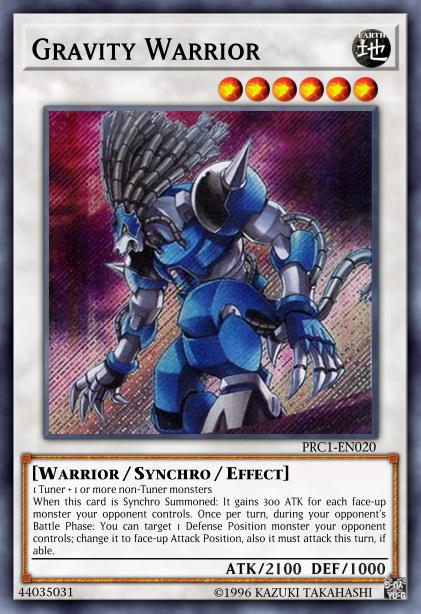 GRAVITY WARRIOR
EARTH
地
PRC1-EN020
[WARRIOR / SYNCHRO / EFFECT]
1 Tuner + 1 or more non-Tuner monsters
When this card is Synchro Summoned: It gains 300 ATK for each face-up
monster your opponent controls. Once per turn, during your opponent's
Battle Phase: You can target 1 Defense Position monster your opponent
controls; change it to face-up Attack Position, also it must attack this turn, if
able.
ATK/2100 DEF/1000
44035031
©1996 KAZUKI TAKAHASHI